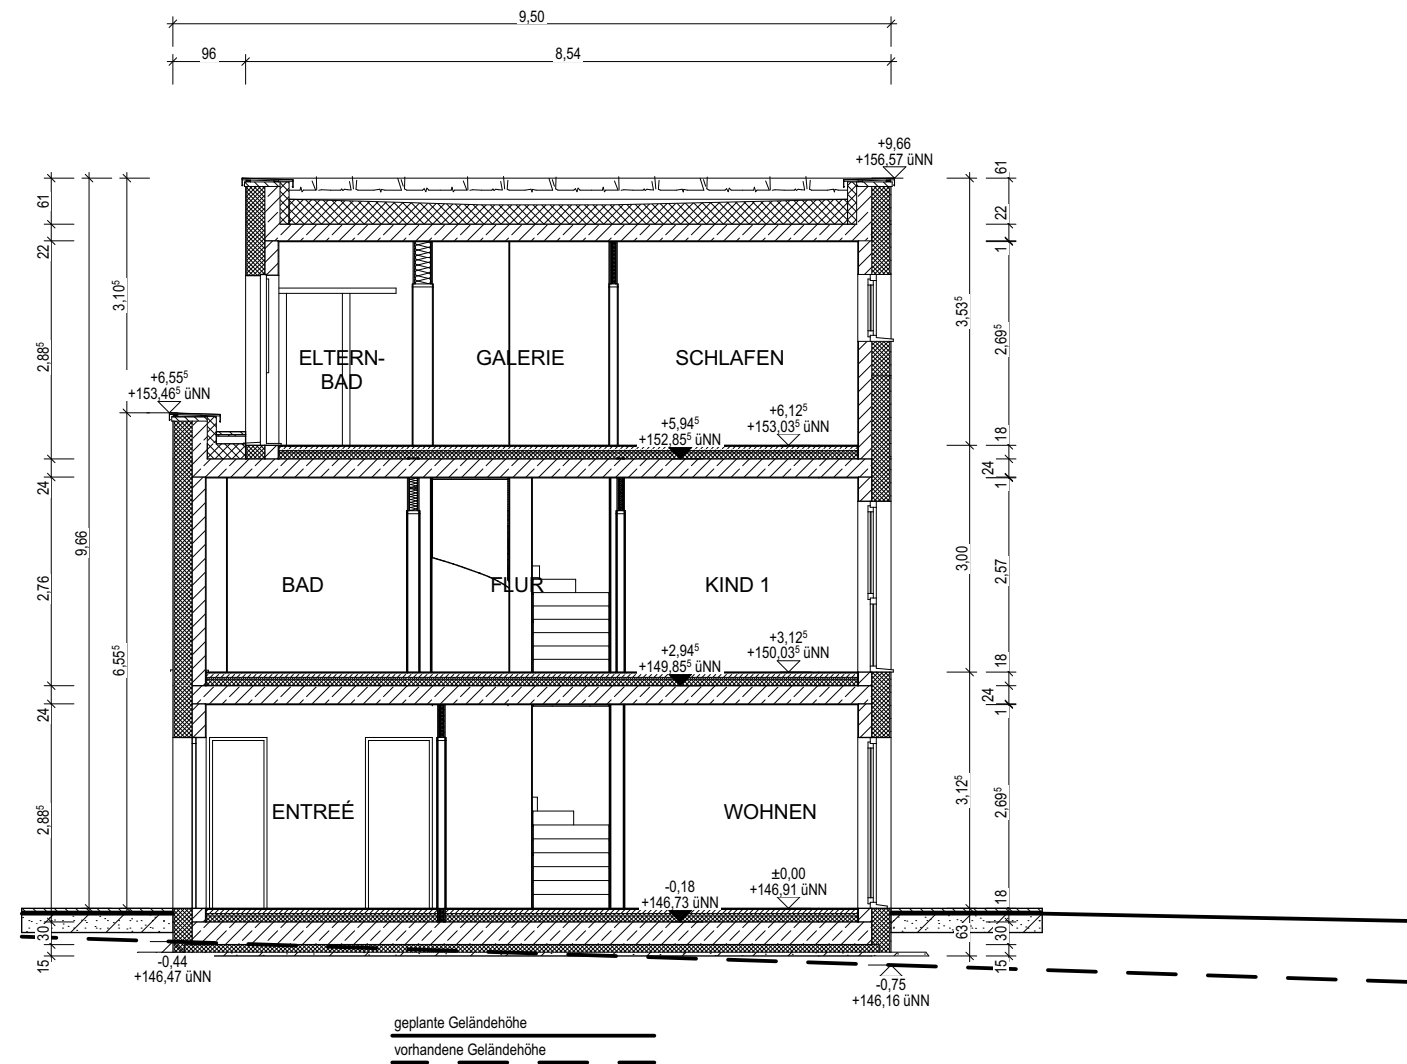 9,50
96
8,54
+9,66
+156,57 üNN
61
22
2,88⁵
24
2,76
24
2,88⁵
30
15
9,66
3,10⁵
6,55⁵
+6,55⁵
+153,46⁵ üNN
ELTERN-
BAD
GALERIE
SCHLAFEN
+5,94⁵
+152,85⁵ üNN
+6,12⁵
+153,03⁵ üNN
BAD
FLUR
KIND 1
+2,94⁵
+149,85⁵ üNN
+3,12⁵
+150,03⁵ üNN
ENTREÉ
WOHNEN
-0,18
+146,73 üNN
±0,00
+146,91 üNN
3,53⁵
3,00
3,12⁵
63
61
22
1
2,69⁵
18
24
1
2,57
18
24
1
2,69⁵
18
30
15
-0,44
+146,47 üNN
-0,75
+146,16 üNN
geplante Geländehöhe
vorhandene Geländehöhe